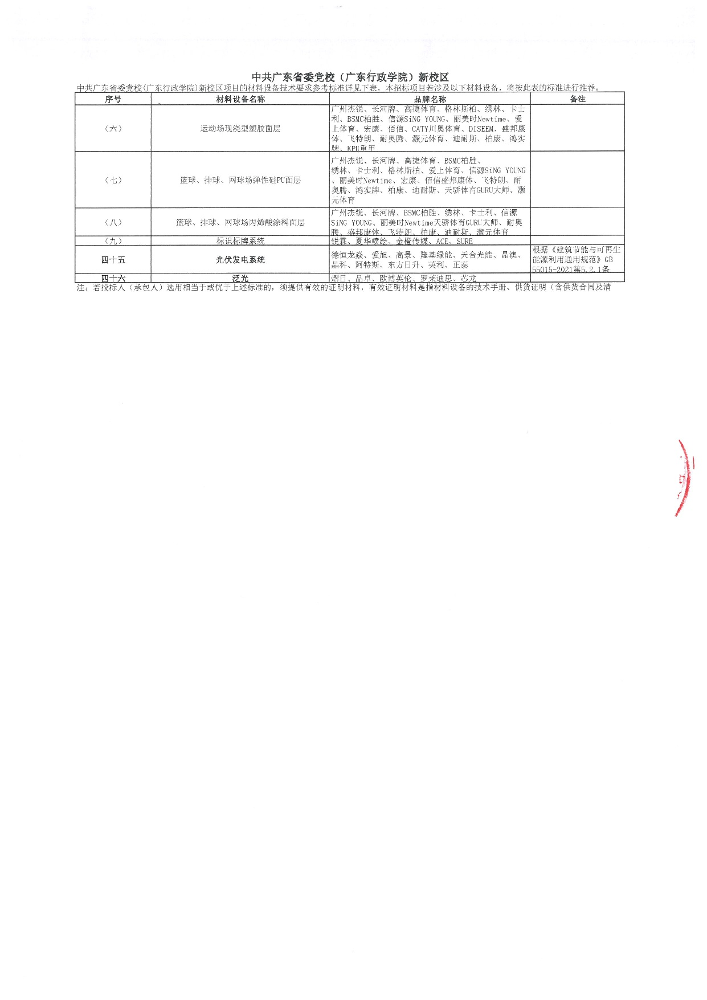 中共广东省委党校（广东行政学院）新校区
中共广东省委党校(广东行政学院)新校区项目的材料设备技术要求参考标准详见下表，本招标项目若涉及以下材料设备，将按此表的标准进行推荐。
序号 材料设备名称 品牌名称 备注
（六） 运动场现浇型塑胶面层
广州杰锐、长河牌、高捷体育、格林斯柏、绣林、卡士
利、BSMC柏胜、信源SiNG YOUNG、丽美时Newtime、爱
上体育、宏康、佰信、CATY川奥体育、DISEEM、盛邦康
体、飞特朗、耐奥腾、灏元体育、迪耐斯、柏康、鸿实
牌、KPU重甲
（七） 篮球、排球、网球场弹性硅PU面层
广州杰锐、长河牌、高捷体育、BSMC柏胜、
绣林、卡士利、格林斯柏、爱上体育、信源SiNG YOUNG
、丽美时Newtime、宏康、佰信盛邦康体、飞特朗、耐
奥腾、鸿实牌、柏康、迪耐斯、天骄体育GURU大师、灏
元体育
（八） 篮球、排球、网球场丙烯酸涂料面层
广州杰锐、长河牌、BSMC柏胜、绣林、卡士利、信源
SiNG YOUNG、丽美时Newtime天骄体育GURU大师、耐奥
腾、盛邦康体、飞特朗、柏康、迪耐斯、灏元体育
（九） 标识标牌系统 锐霖、夏华喷绘、金橙传媒、ACE、SURE
四十五 光伏发电系统
德恒龙焱、爱旭、高景、隆基绿能、天合光能、晶澳、
晶科、阿特斯、东方日升、英利、正泰
根据《建筑节能与可再生
能源利用通用规范》GB
55015-2021第5.2.1条
四十六 泛光 熠日、品卓、欧博英伦、罗莱迪思、芯龙
注：若投标人（承包人）选用相当于或优于上述标准的，须提供有效的证明材料，有效证明材料是指材料设备的技术手册、供货证明（含供货合同及清